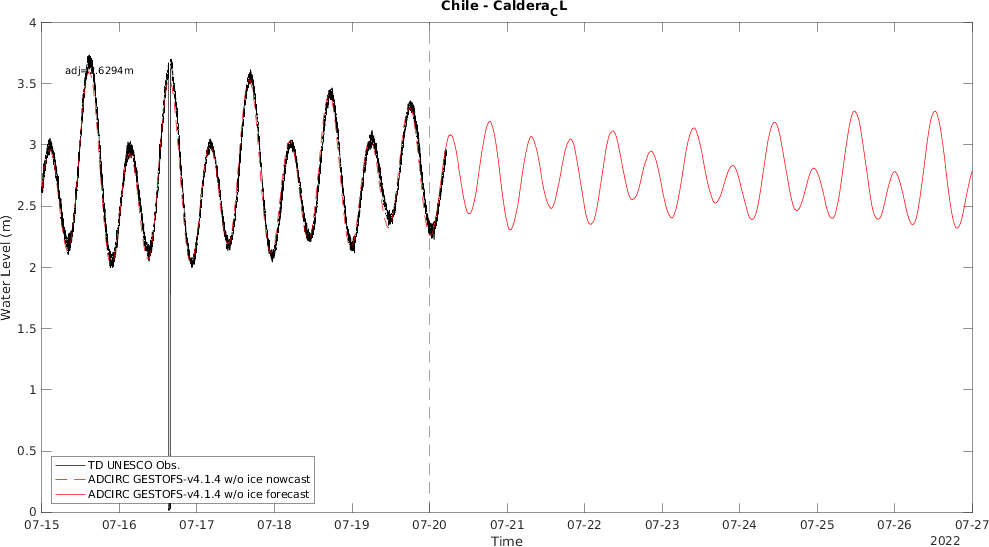 Chile - Caldera_CL
4
3.5
3
2.5
2
1.5
1
0.5
0
Water Level (m)
TD UNESCO Obs.
ADCIRC GESTOFS-v4.1.4 w/o ice nowcast
ADCIRC GESTOFS-v4.1.4 w/o ice forecast
07-15 07-16 07-17 07-18 07-19 07-20 07-21 07-22 07-23 07-24 07-25 07-26 07-27
Time
2022